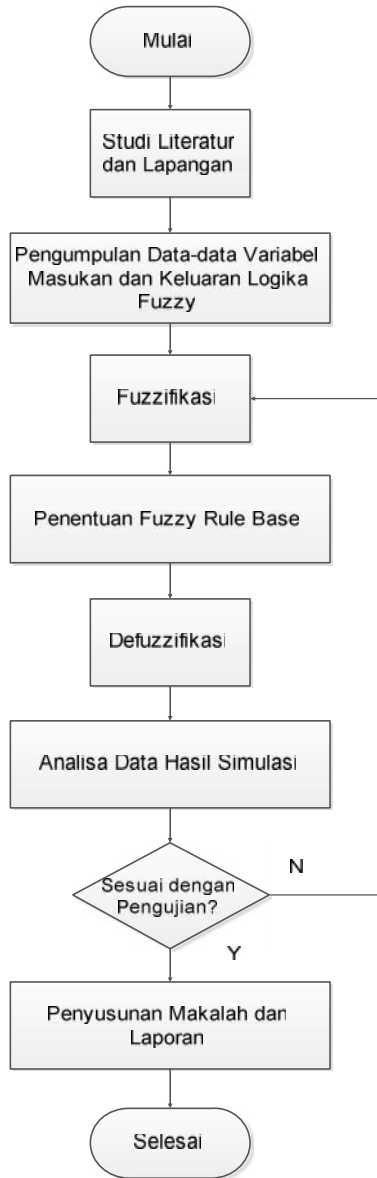 Mulai
Studi Literatur
dan Lapangan
Pengumpulan Data-data Variabel
Masukan dan Keluaran Logika
Fuzzy
Fuzzifikasi
Penentuan Fuzzy Rule Base
Defuzzifikasi
Analisa Data Hasil Simulasi
Sesuai dengan
Pengujian?
N
Y
Penyusunan Makalah dan
Laporan
Selesai